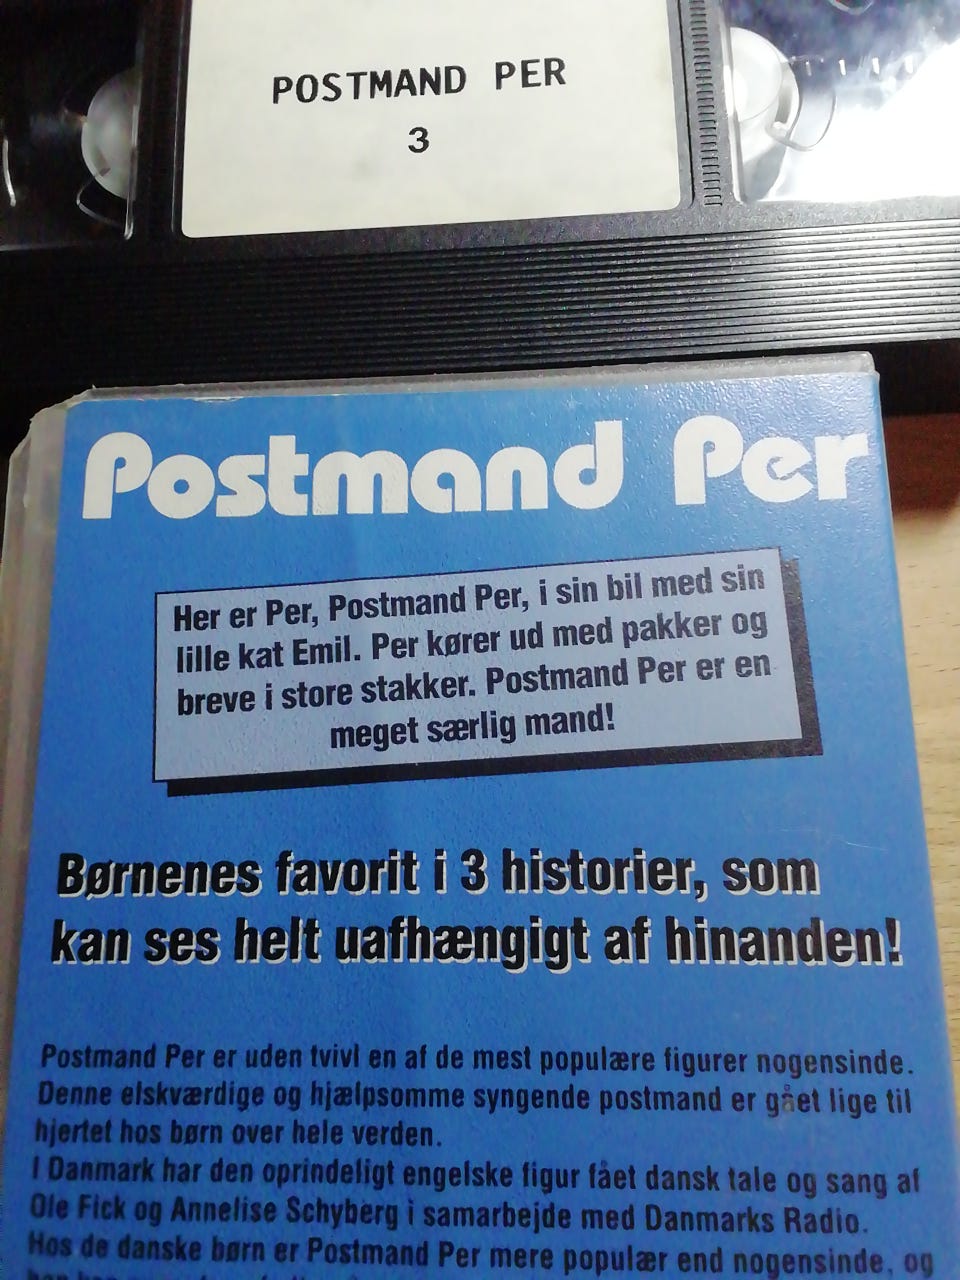 POSTMAND PER
3
Postmand Per
Her er Per, Postmand Per, i sin bil med sin
lille kat Emil. Per kører ud med pakker og
breve i store stakker. Postmand Per er en
meget særlig mand!
Børnenes favorit i 3 historier, som
kan ses helt uafhængigt af hinanden!
Postmand Per er uden tvivl en af de mest populære figurer nogensinde.
Denne elskværdige og hjælpsomme syngende postmand er gået lige til
hjertet hos børn over hele verden.
I Danmark har den oprindeligt engelske figur fået dansk tale og sang af
Ole Fick og Annelise Schyberg i samarbejde med Danmarks Radio.
Hos de danske børn er Postmand Per mere populær end nogensinde, og